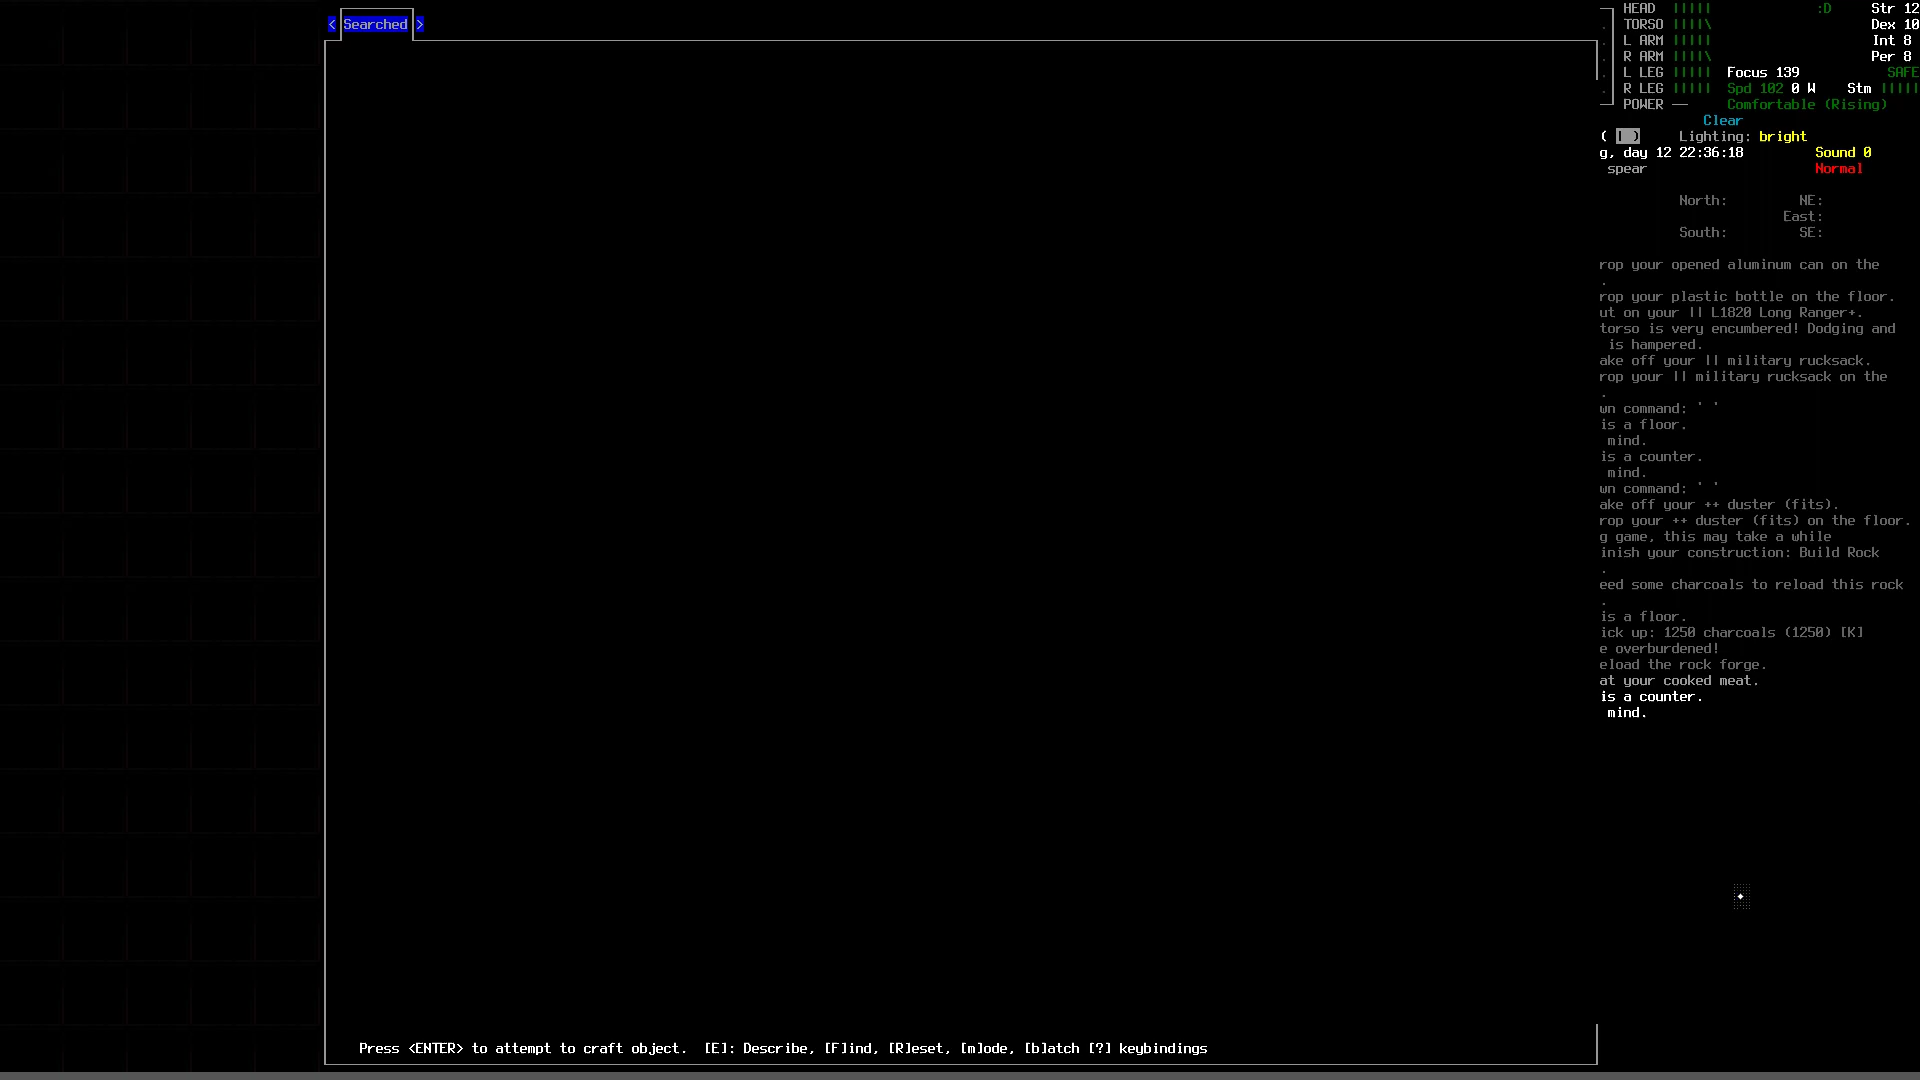 < Searched >
HEAD ||||| :D Str 12
TORSO ||||\ Dex 10
L ARM ||||| Int 8
R ARM ||||\ Per 8
L LEG ||||| Focus 139 SAFE
R LEG ||||| Spd 102 0 W Stm |||||
POWER — Comfortable (Rising)
Clear
( | ) Lighting: bright
g, day 12 22:36:18 Sound 0
spear Normal
North: NE:
East:
South: SE:
rop your opened aluminum can on the
.
rop your plastic bottle on the floor.
ut on your || L1820 Long Ranger+.
torso is very encumbered! Dodging and
is hampered.
ake off your || military rucksack.
rop your || military rucksack on the
.
wn command: ' '
is a floor.
mind.
is a counter.
mind.
wn command: ' '
ake off your ++ duster (fits).
rop your ++ duster (fits) on the floor.
g game, this may take a while
inish your construction: Build Rock
.
eed some charcoals to reload this rock
.
is a floor.
ick up: 1250 charcoals (1250) [K]
e overburdened!
eload the rock forge.
at your cooked meat.
is a counter.
mind.
Press <ENTER> to attempt to craft object. [E]: Describe, [F]ind, [R]eset, [m]ode, [b]atch [?] keybindings